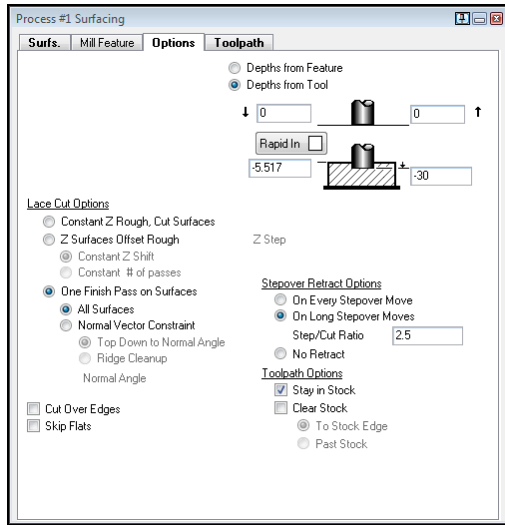 Process #1 Surfacing
Surfs. Mill Feature Options Toolpath
Depths from Feature
Depths from Tool
0 0
Rapid In
-5.517
-30
Lace Cut Options
Constant Z Rough, Cut Surfaces
Z Surfaces Offset Rough Z Step
Constant Z Shift
Constant # of passes
One Finish Pass on Surfaces
All Surfaces
Normal Vector Constraint
Top Down to Normal Angle
Ridge Cleanup
Normal Angle
Cut Over Edges
Skip Flats
Stepover Retract Options
On Every Stepover Move
On Long Stepover Moves
Step/Cut Ratio 2.5
No Retract
Toolpath Options
Stay in Stock
Clear Stock
To Stock Edge
Past Stock